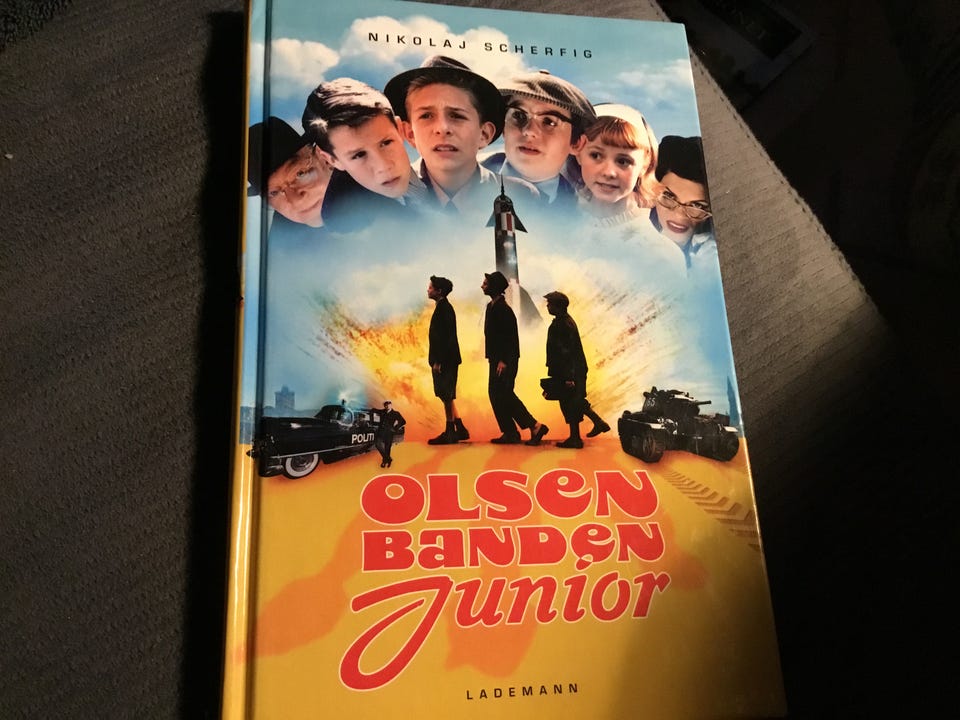 NIKOLAJ SCHERFIG
POLITI
OLSEN
BANDEN
Junior
LADEMANN